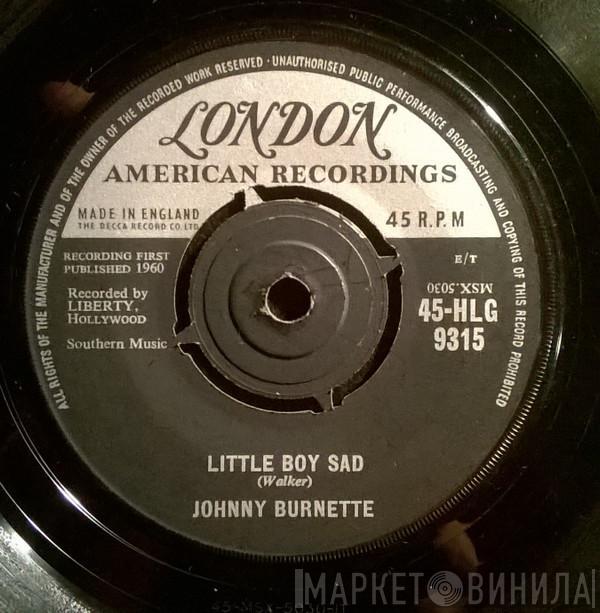 ALL RIGHTS OF THE MANUFACTURER AND OF THE OWNER OF THE RECORDED WORK RESERVED · UNAUTHORISED PUBLIC PERFORMANCE BROADCASTING AND COPYING OF THIS RECORD PROHIBITED
LONDON
AMERICAN RECORDINGS
MADE IN ENGLAND
THE DECCA RECORD CO LTD
45 R.P.M
RECORDING FIRST
PUBLISHED 1960
E/T
Recorded by
LIBERTY,
HOLLYWOOD
MSX.5030
45-HLG
9315
Southern Music
LITTLE BOY SAD
(Walker)
JOHNNY BURNETTE
МАРКЕТ ВИНИЛА